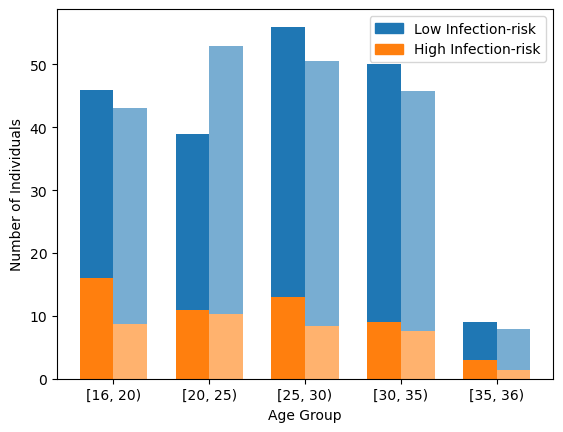 Low Infection-risk
High Infection-risk
Number of Individuals
50
40
30
20
10
0
[16, 20)
[20, 25)
[25, 30)
[30, 35)
[35, 36)
Age Group